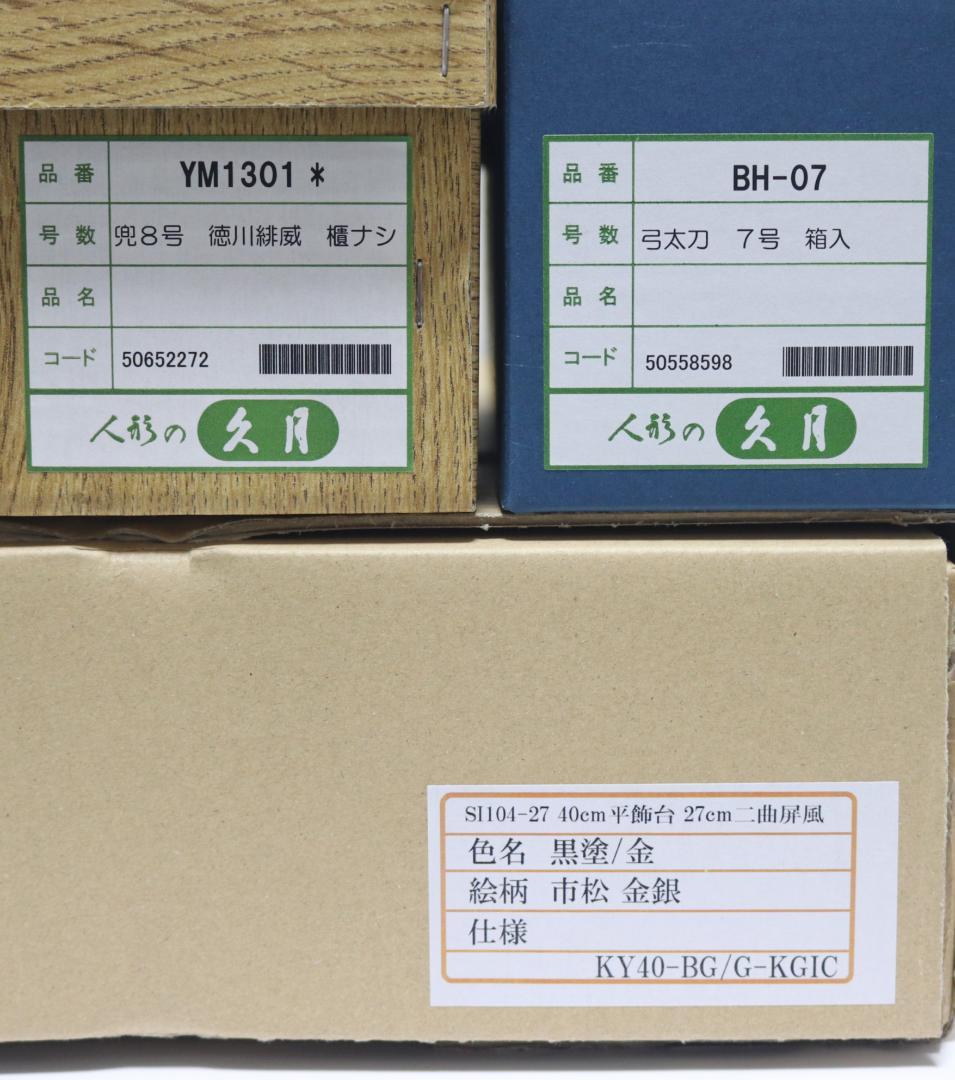 品番 YM1301 *
号数 兜8号 徳川緋威 櫃ナシ
品名
コード 50652272
人形の久月
品番 BH-07
号数 弓太刀 7号 箱入
品名
コード 50558598
人形の久月
SI104-27 40cm平飾台 27cm二曲屏風
色名 黒塗/金
絵柄 市松 金銀
仕様
KY40-BG/G-KGIC